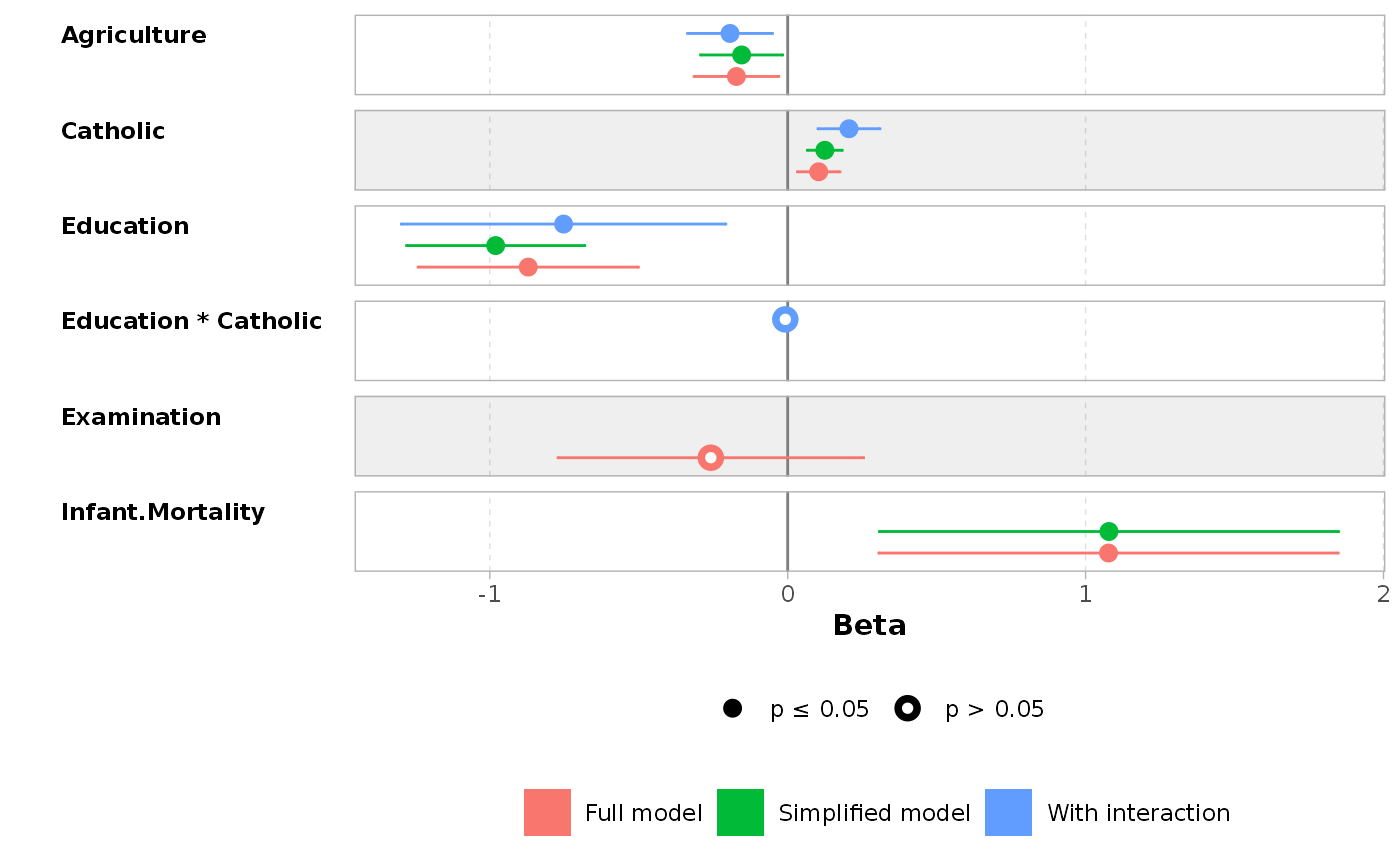 Agriculture
Catholic
Education
Education * Catholic
Examination
Infant.Mortality
-1 0 1 2
Beta
p ≤ 0.05 p > 0.05
Full model Simplified model With interaction